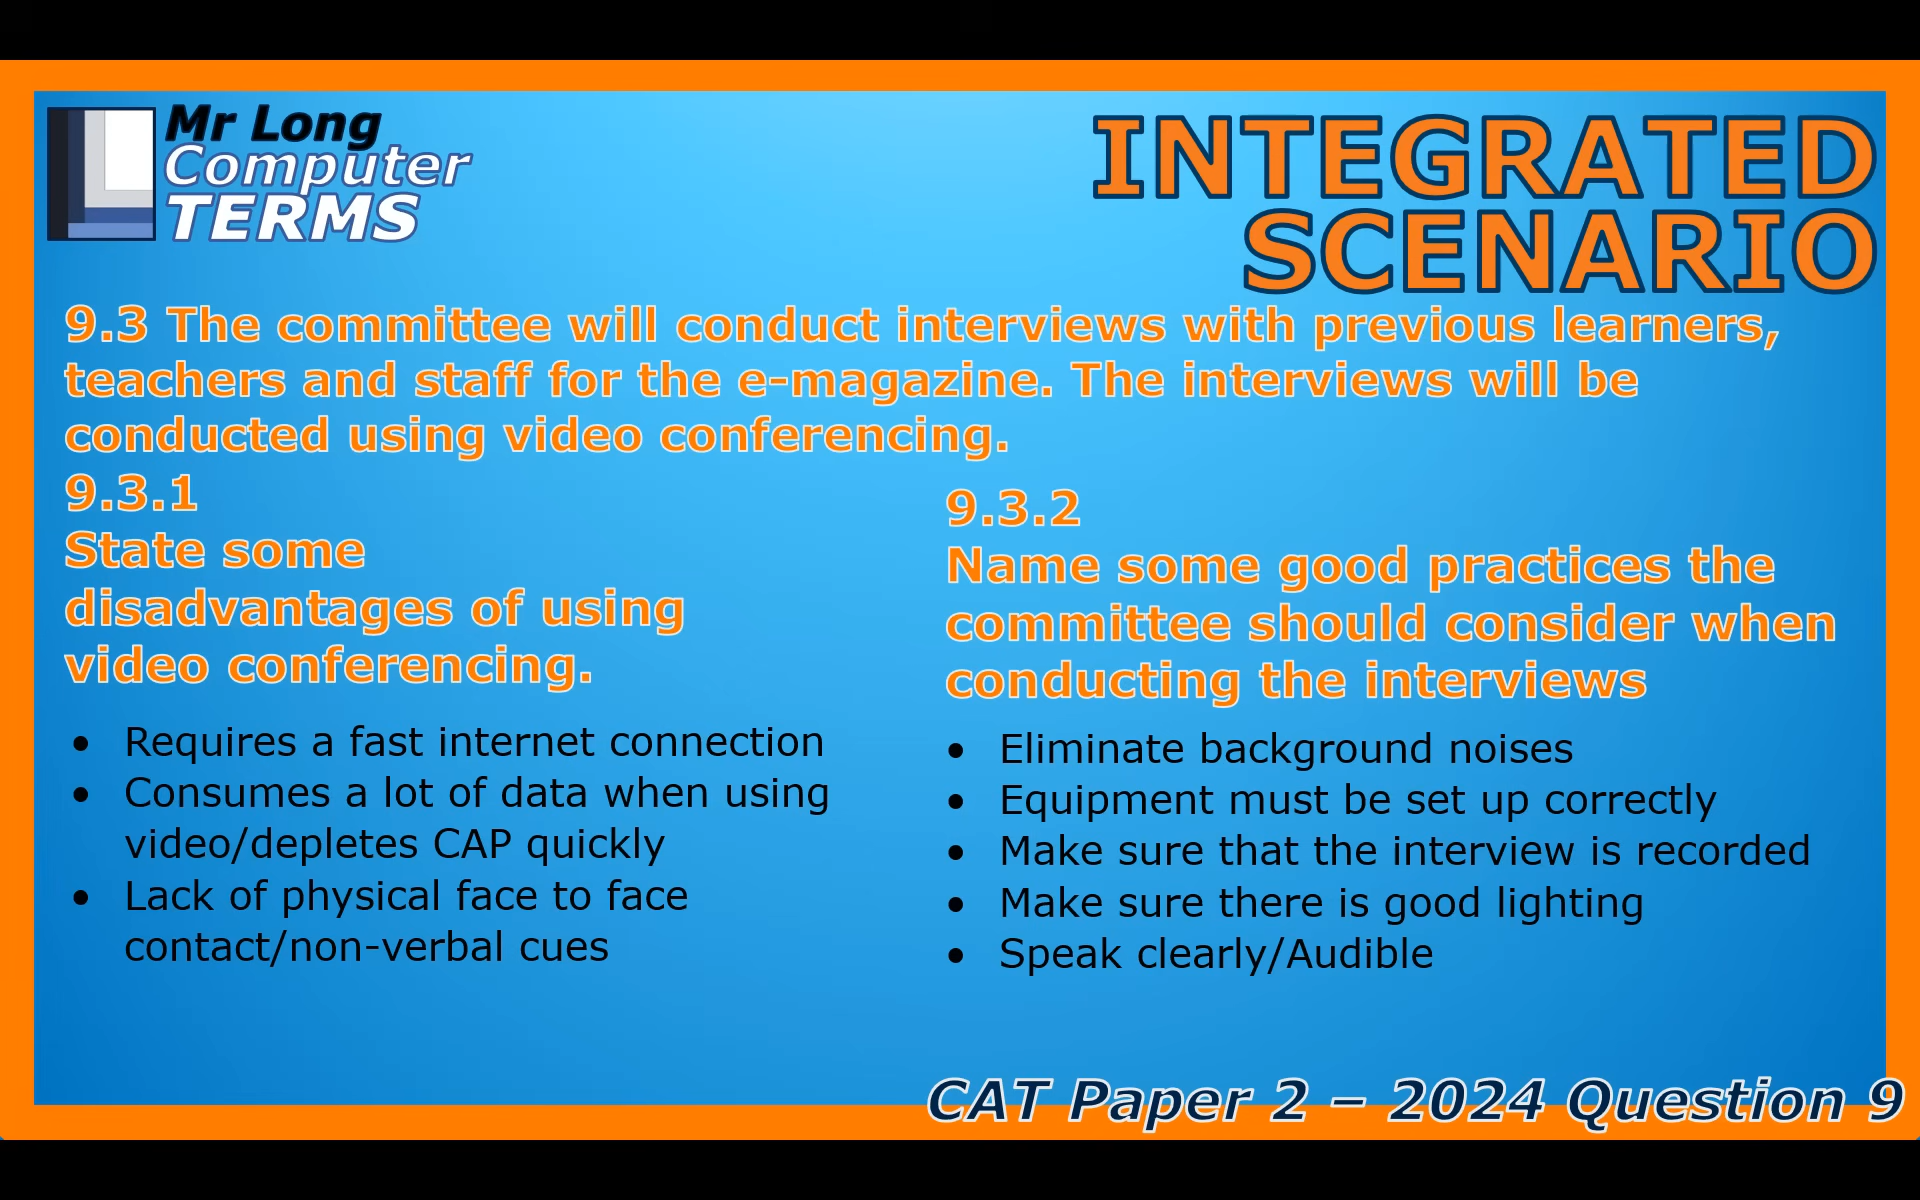 Mr Long
Computer
TERMS
INTEGRATED
SCENARIO
9.3 The committee will conduct interviews with previous learners,
teachers and staff for the e-magazine. The interviews will be
conducted using video conferencing.
9.3.1
State some
disadvantages of using
video conferencing.
• Requires a fast internet connection
• Consumes a lot of data when using
video/depletes CAP quickly
• Lack of physical face to face
contact/non-verbal cues
9.3.2
Name some good practices the
committee should consider when
conducting the interviews
• Eliminate background noises
• Equipment must be set up correctly
• Make sure that the interview is recorded
• Make sure there is good lighting
• Speak clearly/Audible
CAT Paper 2 – 2024 Question 9